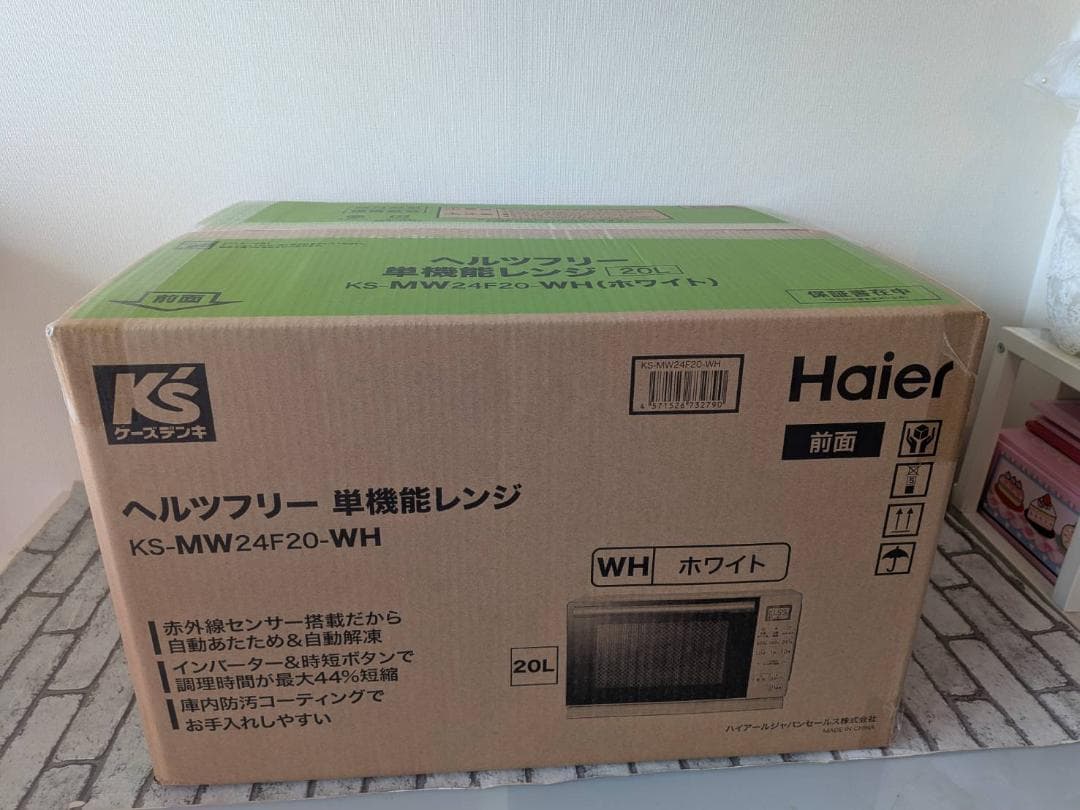 ヘルツフリー
単機能レンジ 20L
KS-MW24F20-WH(ホワイト)
前面
保証書在中
K's
ケーズデンキ
KS-MW24F20-WH
4 571526 732790
Haier
前面
ヘルツフリー 単機能レンジ
KS-MW24F20-WH
5
WH ホワイト
赤外線センサー搭載だから
自動あたため&自動解凍
インバーター&時短ボタンで
調理時間が最大44%短縮
庫内防汚コーティングで
お手入れしやすい
20L
ハイアールジャパンセールス株式会社
MADE IN CHINA